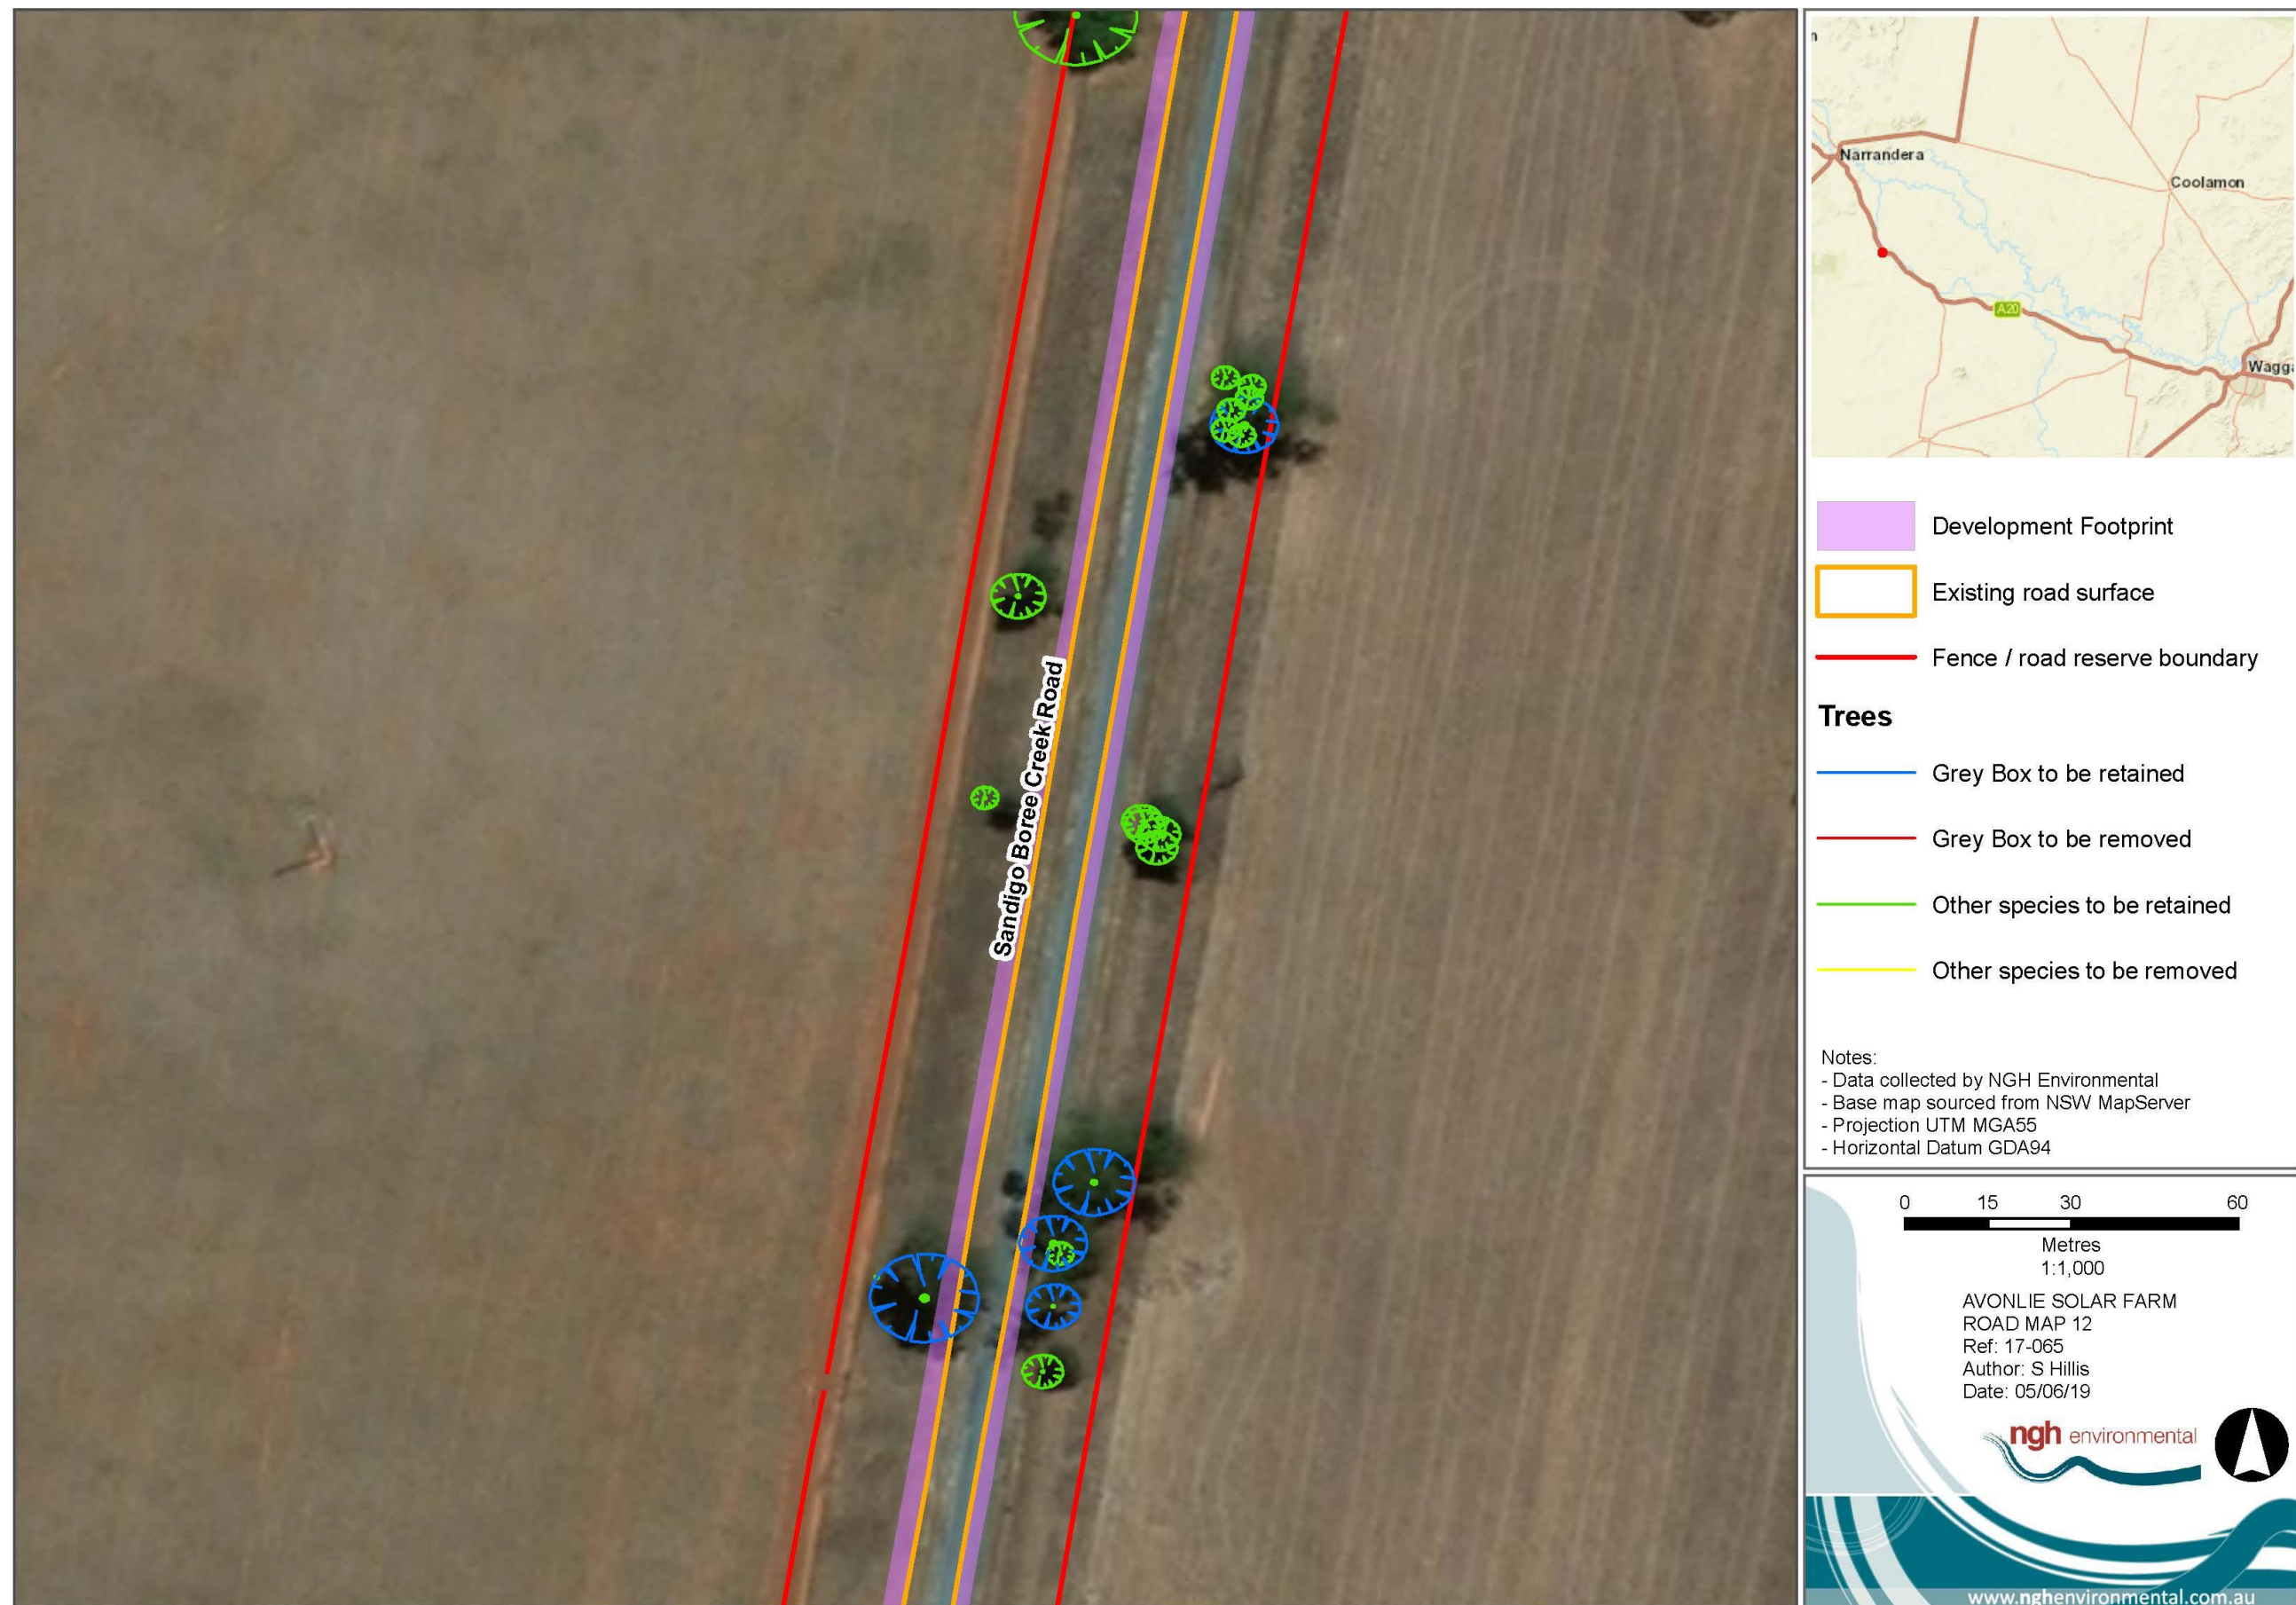 Sandigo Boree Creek Road
n
Narrandera
Coolamon
A20
Wagga
Development Footprint
Existing road surface
Fence / road reserve boundary
Trees
Grey Box to be retained
Grey Box to be removed
Other species to be retained
Other species to be removed
Notes:
- Data collected by NGH Environmental
- Base map sourced from NSW MapServer
- Projection UTM MGA55
- Horizontal Datum GDA94
0 15 30 60
Metres
1:1,000
AVONLIE SOLAR FARM
ROAD MAP 12
Ref: 17-065
Author: S Hillis
Date: 05/06/19
ngh environmental
www.nghenvironmental.com.au